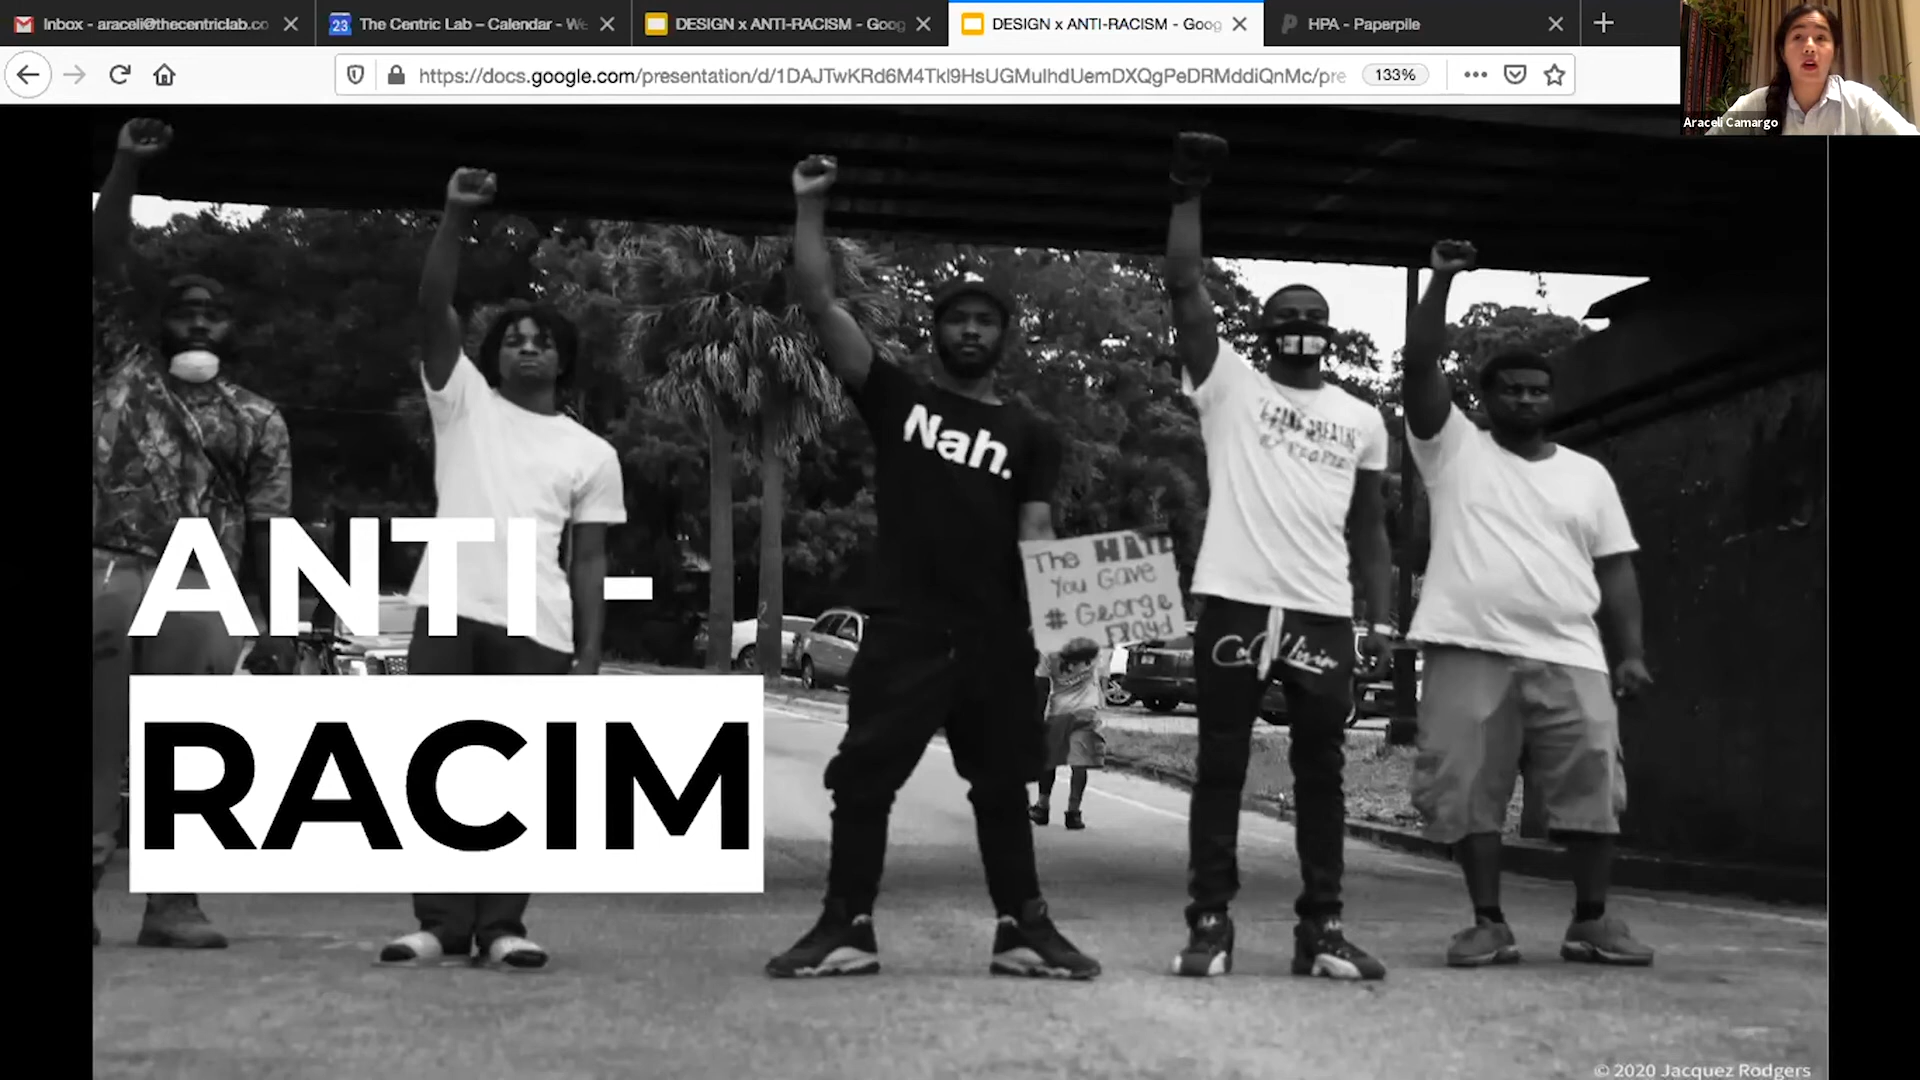 Inbox - araceli@thecentriclab.co
23
The Centric Lab – Calendar - We
DESIGN x ANTI-RACISM - Goog
DESIGN x ANTI-RACISM - Goog
HPA - Paperpile
https://docs.google.com/presentation/d/1DAJTwKRd6M4Tkl9HsUGMulhdUemDXQgPeDRMddiQnMc/pre
133%
Araceli Camargo
Nah.
The HATE
You Gave
# George
Floyd
ANTI -
RACIM
© 2020 Jacquez Rodgers